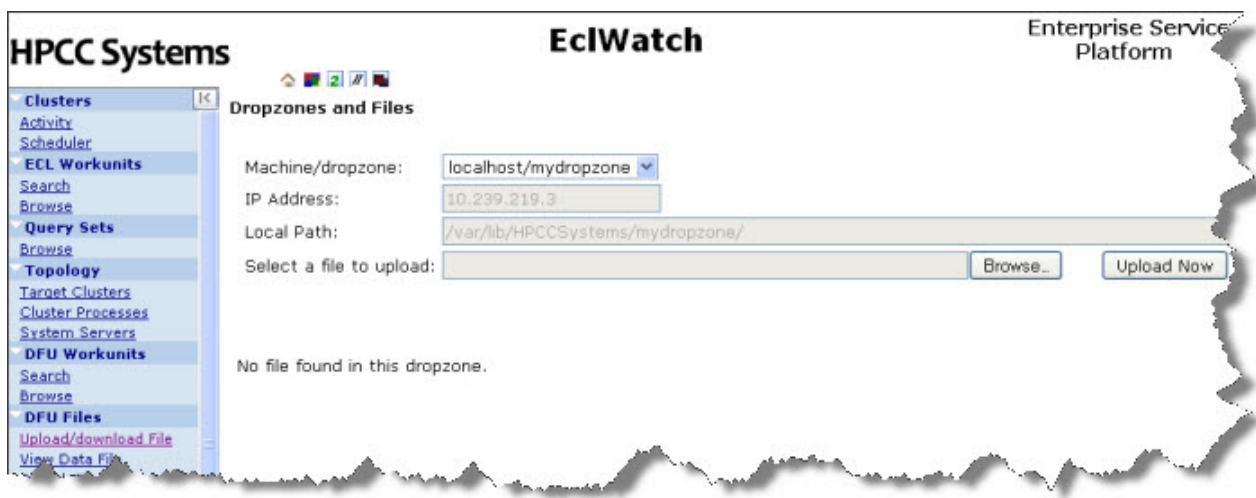 HPCC Systems
EclWatch
Enterprise Service
Platform
Clusters
Activity
Scheduler
ECL Workunits
Search
Browse
Query Sets
Browse
Topology
Target Clusters
Cluster Processes
System Servers
DFU Workunits
Search
Browse
DFU Files
Upload/download File
View Data File
Dropzones and Files
Machine/dropzone: localhost/mydropzone
IP Address: 10.239.219.3
Local Path: /var/lib/HPCCSystems/mydropzone/
Select a file to upload: Browse... Upload Now
No file found in this dropzone.